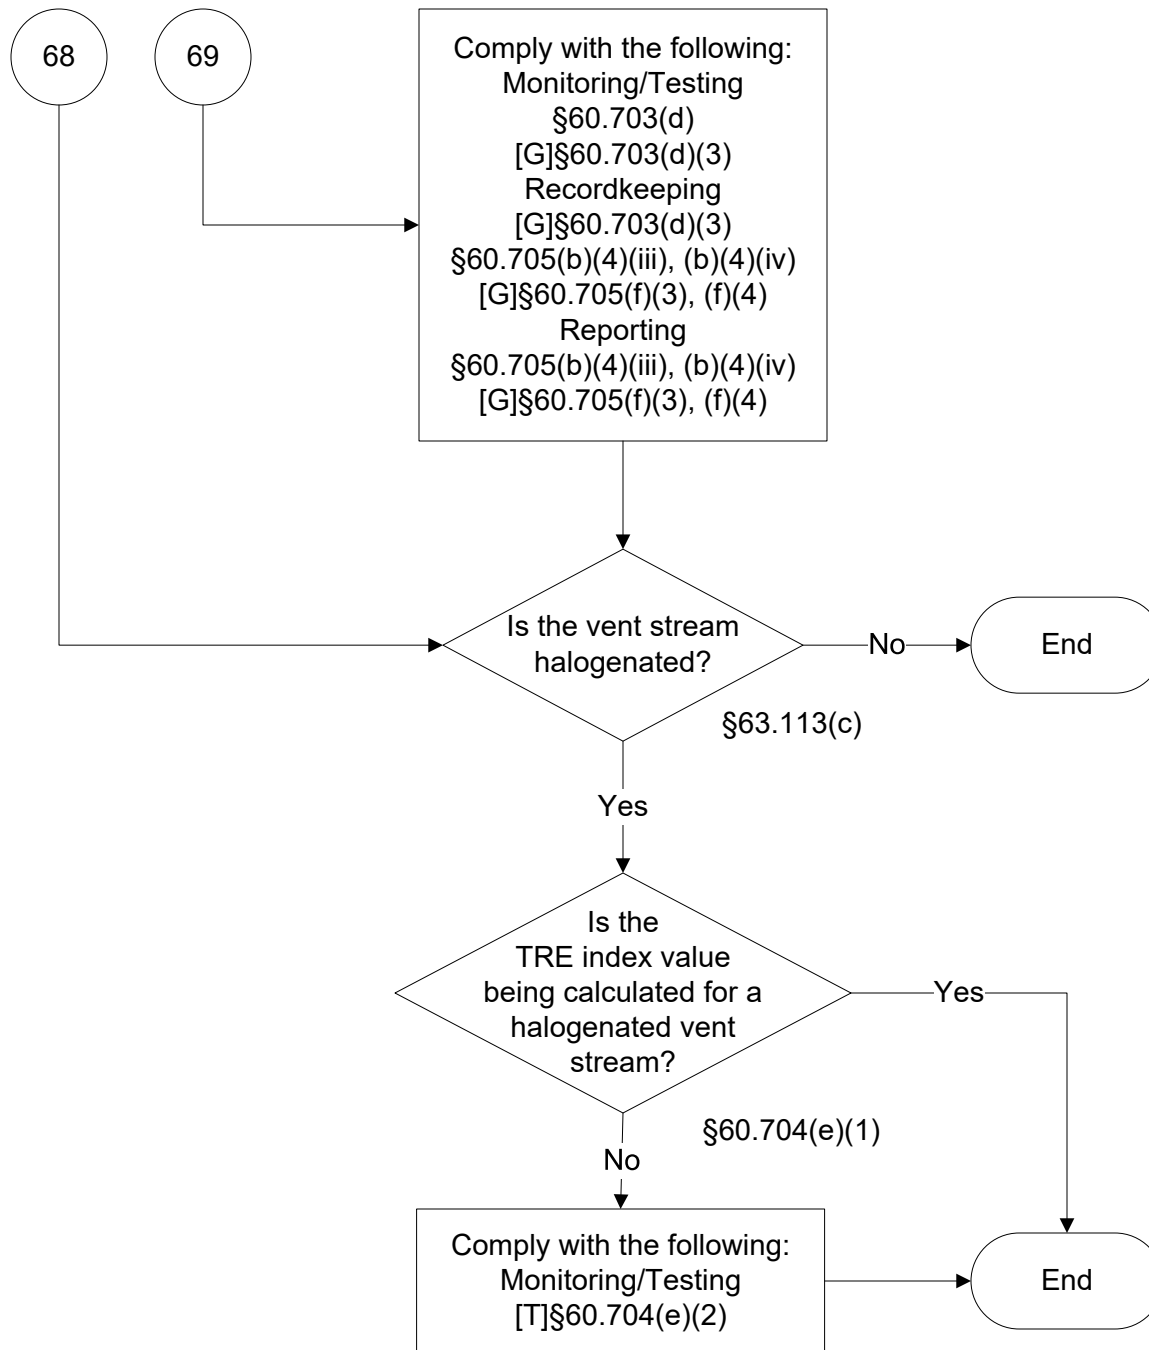 68
69
Comply with the following:
Monitoring/Testing
§60.703(d)
[G]§60.703(d)(3)
Recordkeeping
[G]§60.703(d)(3)
§60.705(b)(4)(iii), (b)(4)(iv)
[G]§60.705(f)(3), (f)(4)
Reporting
§60.705(b)(4)(iii), (b)(4)(iv)
[G]§60.705(f)(3), (f)(4)
Is the vent stream
halogenated?
No
End
§63.113(c)
Yes
Is the
TRE index value
being calculated for a
halogenated vent
stream?
Yes
§60.704(e)(1)
No
Comply with the following:
Monitoring/Testing
[T]§60.704(e)(2)
End